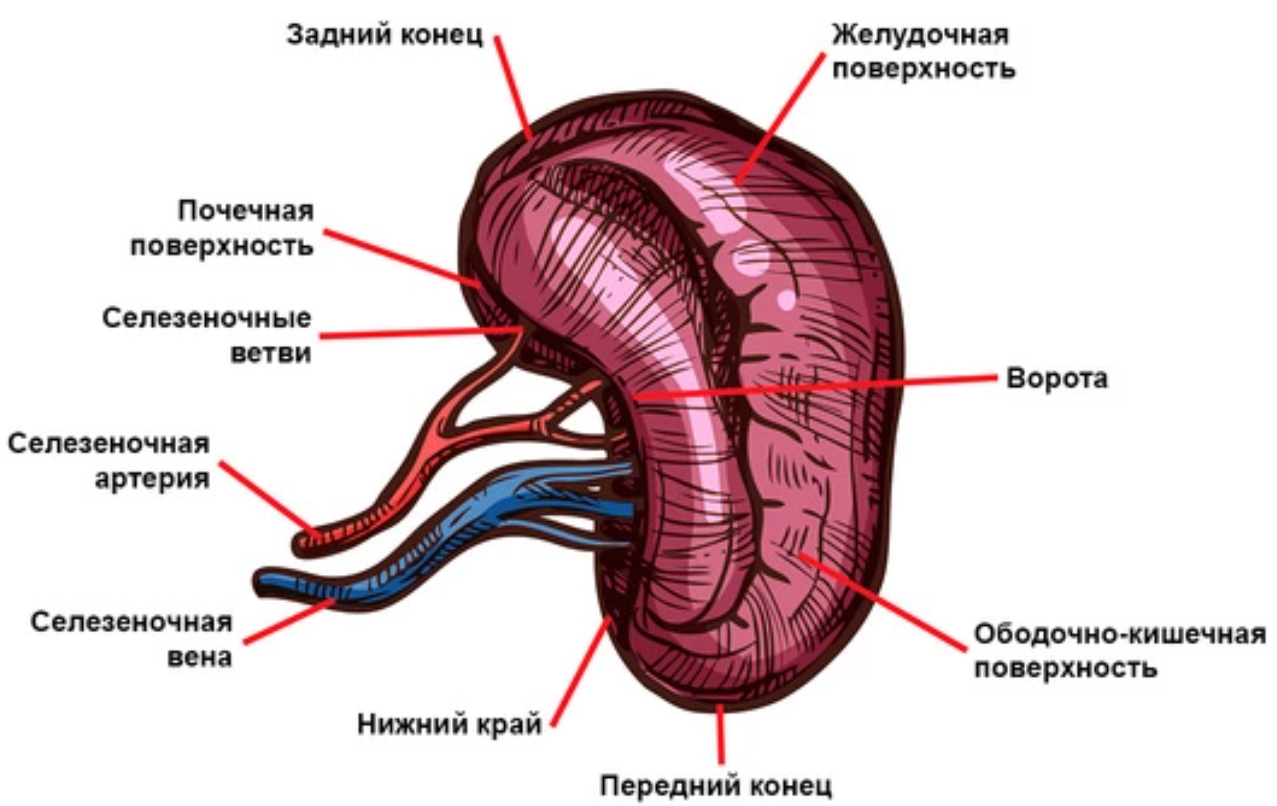 Задний конец
Желудочная
поверхность
Почечная
поверхность
Селезеночные
ветви
Ворота
Селезеночная
артерия
Селезеночная
вена
Ободочно-кишечная
поверхность
Нижний край
Передний конец